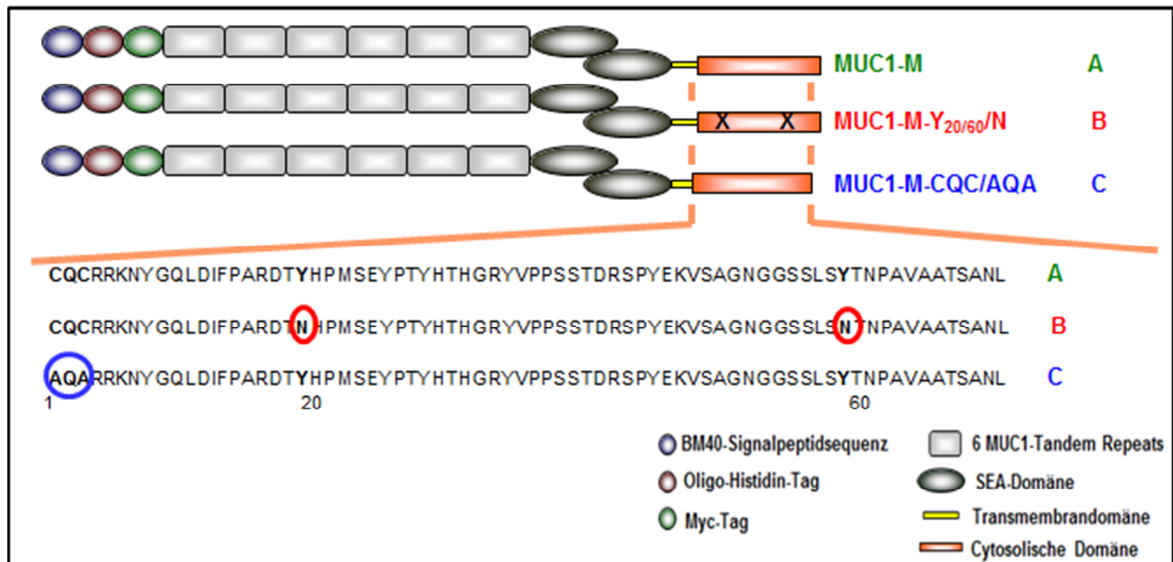 MUC1-M A
X X MUC1-M-Y20/60/N B
MUC1-M-CQC/AQA C
CQCRRKNYGQLDIFPARDTYHPMSEYPTYHTHGRYVPPSSTDRSPYEKVSAGNGGSSLSYTNPAVAATSANL A
CQCRRKNYGQLDIFPARDTNHPMSEYPTYHTHGRYVPPSSTDRSPYEKVSAGNGGSSLSNTNPAVAATSANL B
AQARRKNYGQLDIFPARDTYHPMSEYPTYHTHGRYVPPSSTDRSPYEKVSAGNGGSSLSYTNPAVAATSANL C
1 20 60
BM40-Signalpeptidsequenz
Oligo-Histidin-Tag
Myc-Tag
6 MUC1-Tandem Repeats
SEA-Domäne
Transmembrandomäne
Cytosolische Domäne